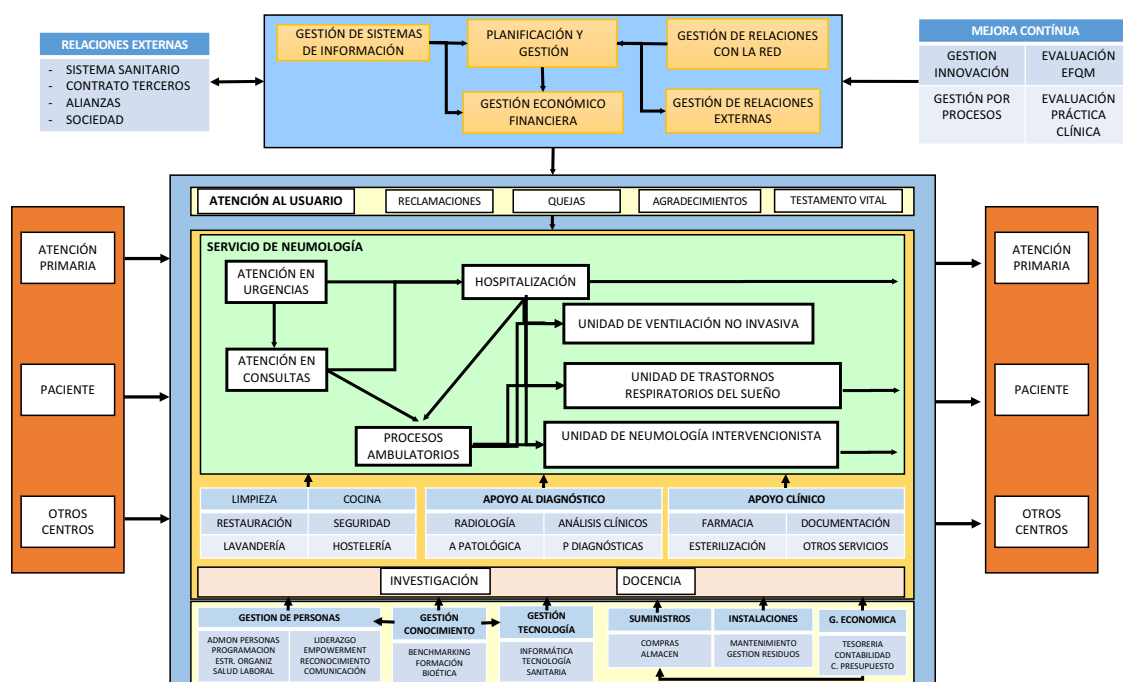 RELACIONES EXTERNAS
- SISTEMA SANITARIO
- CONTRATO TERCEROS
- ALIANZAS
- SOCIEDAD
GESTIÓN DE SISTEMAS
DE INFORMACIÓN
PLANIFICACIÓN Y
GESTIÓN
GESTIÓN DE RELACIONES
CON LA RED
GESTIÓN ECONÓMICO
FINANCIERA
GESTIÓN DE RELACIONES
EXTERNAS
MEJORA CONTÍNUA
GESTION
INNOVACIÓN
EVALUACIÓN
EFQM
GESTIÓN POR
PROCESOS
EVALUACIÓN
PRÁCTICA
CLÍNICA
ATENCIÓN AL USUARIO
RECLAMACIONES
QUEJAS
AGRADECIMIENTOS
TESTAMENTO VITAL
ATENCIÓN
PRIMARIA
PACIENTE
OTROS
CENTROS
SERVICIO DE NEUMOLOGÍA
ATENCIÓN EN
URGENCIAS
HOSPITALIZACIÓN
UNIDAD DE VENTILACIÓN NO INVASIVA
ATENCIÓN EN
CONSULTAS
UNIDAD DE TRASTORNOS
RESPIRATORIOS DEL SUEÑO
PROCESOS
AMBULATORIOS
UNIDAD DE NEUMOLOGÍA INTERVENCIONISTA
ATENCIÓN
PRIMARIA
PACIENTE
OTROS
CENTROS
LIMPIEZA
COCINA
RESTAURACIÓN
SEGURIDAD
LAVANDERÍA
HOSTELERÍA
APOYO AL DIAGNÓSTICO
RADIOLOGÍA
ANÁLISIS CLÍNICOS
A PATOLÓGICA
P DIAGNÓSTICAS
APOYO CLÍNICO
FARMACIA
DOCUMENTACIÓN
ESTERILIZACIÓN
OTROS SERVICIOS
INVESTIGACIÓN
DOCENCIA
GESTION DE PERSONAS
ADMON PERSONAS
PROGRAMACION
ESTR. ORGANIZ
SALUD LABORAL
LIDERAZGO
EMPOWERMENT
RECONOCIMIENTO
COMUNICACIÓN
GESTIÓN
CONOCIMIENTO
BENCHMARKING
FORMACIÓN
BIOÉTICA
GESTIÓN
TECNOLOGÍA
INFORMÁTICA
TECNOLOGÍA
SANITARIA
SUMINISTROS
COMPRAS
ALMACEN
INSTALACIONES
MANTENIMIENTO
GESTION RESIDUOS
G. ECONOMICA
TESORERIA
CONTABILIDAD
C. PRESUPUESTO